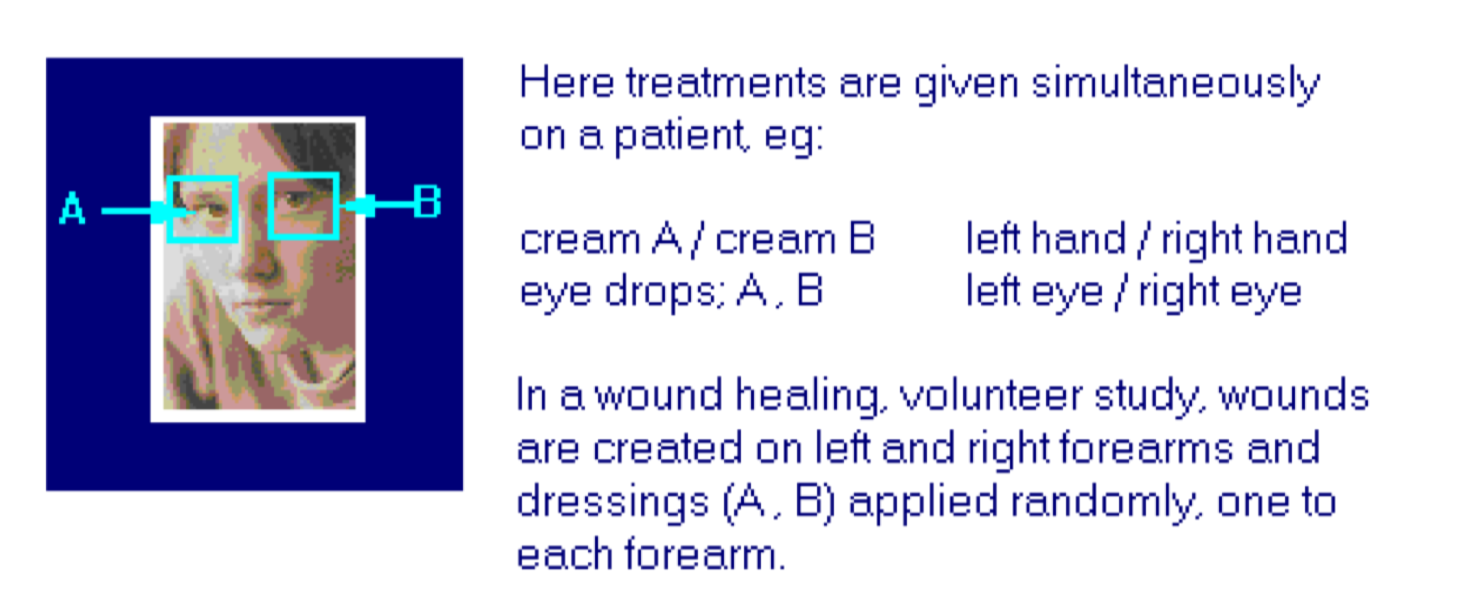 A
B
Here treatments are given simultaneously
on a patient, eg:
cream A / cream B left hand / right hand
eye drops; A , B left eye / right eye
In a wound healing, volunteer study, wounds
are created on left and right forearms and
dressings (A , B) applied randomly, one to
each forearm.